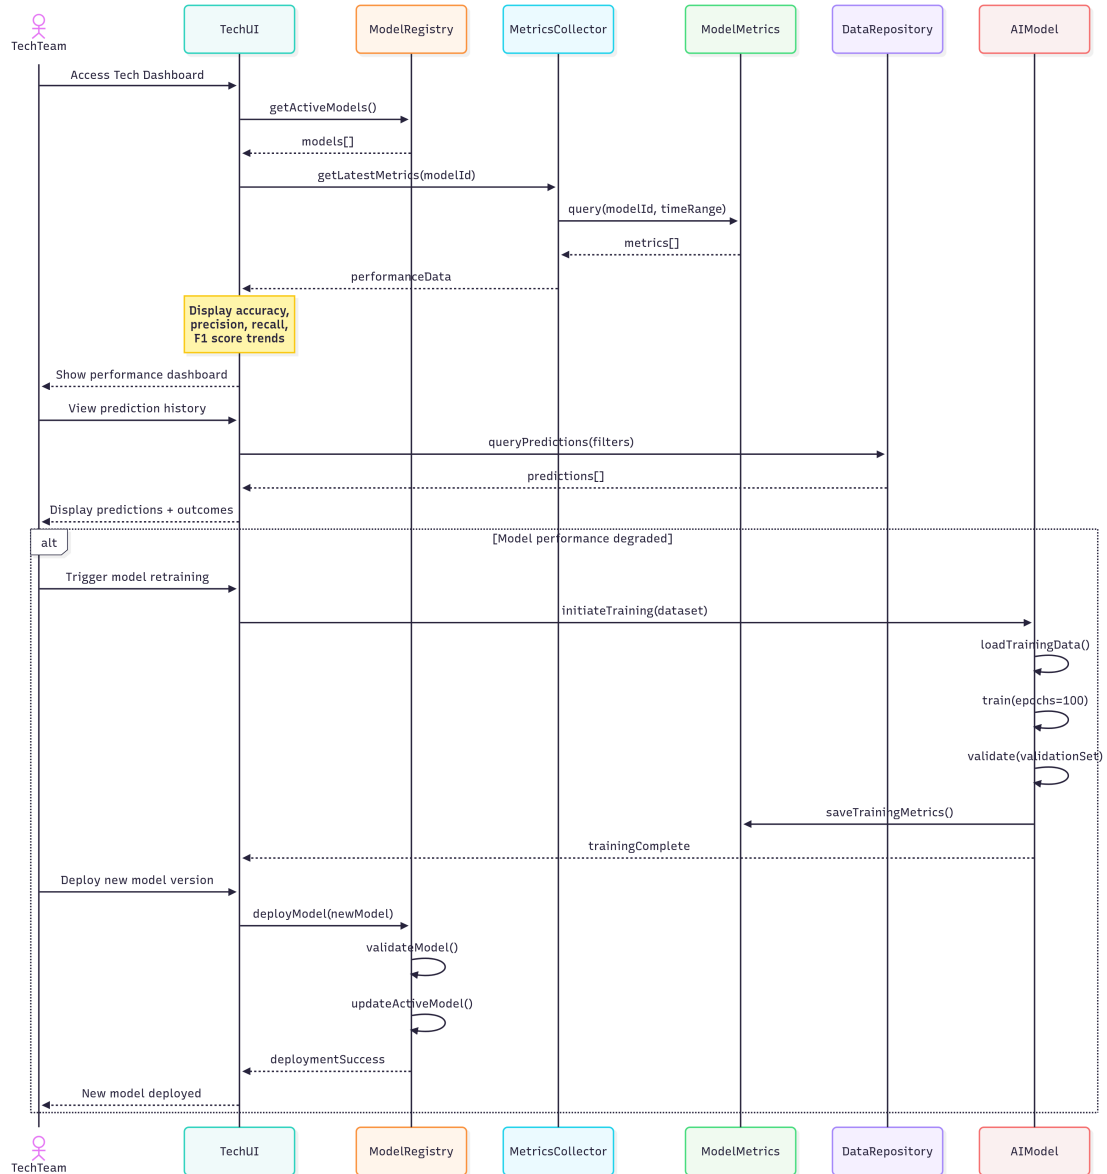 TechTeam
TechUI
ModelRegistry
MetricsCollector
ModelMetrics
DataRepository
AIModel
Access Tech Dashboard
getActiveModels()
models[]
getLatestMetrics(modelId)
query(modelId, timeRange)
metrics[]
performanceData
Display accuracy,
precision, recall,
F1 score trends
Show performance dashboard
View prediction history
queryPredictions(filters)
predictions[]
Display predictions + outcomes
alt
[Model performance degraded]
Trigger model retraining
initiateTraining(dataset)
loadTrainingData()
train(epochs=100)
validate(validationSet)
saveTrainingMetrics()
trainingComplete
Deploy new model version
deployModel(newModel)
validateModel()
updateActiveModel()
deploymentSuccess
New model deployed
TechTeam
TechUI
ModelRegistry
MetricsCollector
ModelMetrics
DataRepository
AIModel